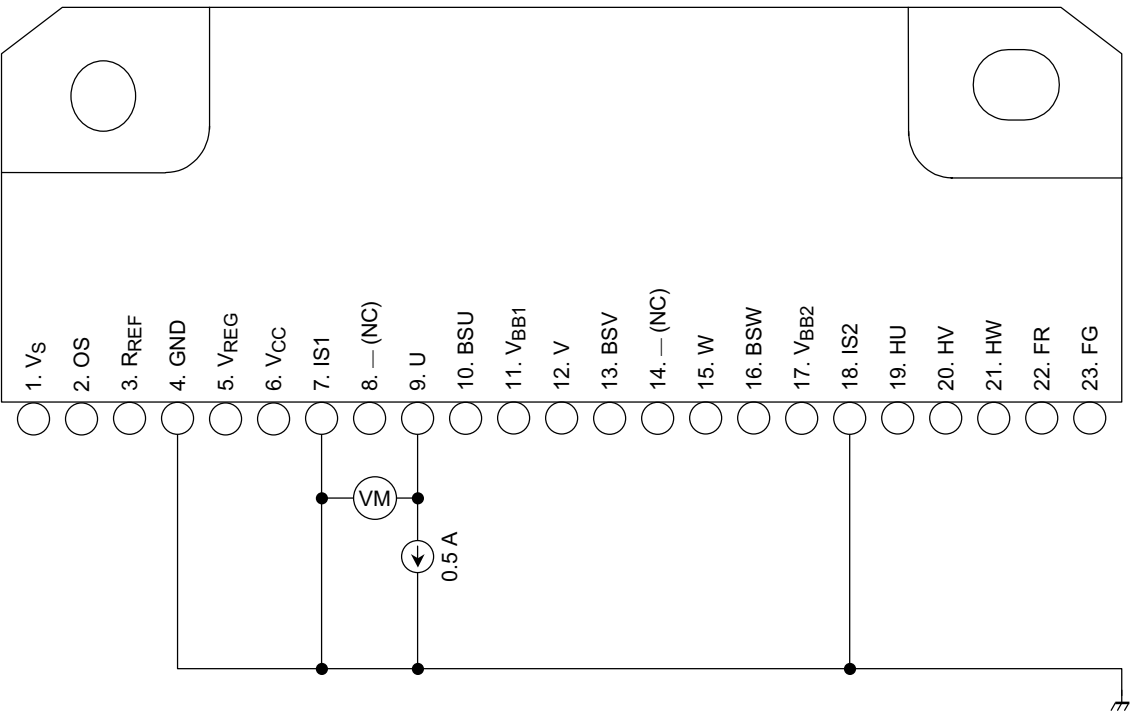 1. VS
2. OS
3. RREF
4. GND
5. VREG
6. VCC
7. IS1
8. — (NC)
9. U
10. BSU
11. VBB1
12. V
13. BSV
14. — (NC)
15. W
16. BSW
17. VBB2
18. IS2
19. HU
20. HV
21. HW
22. FR
23. FG
VM
0.5 A